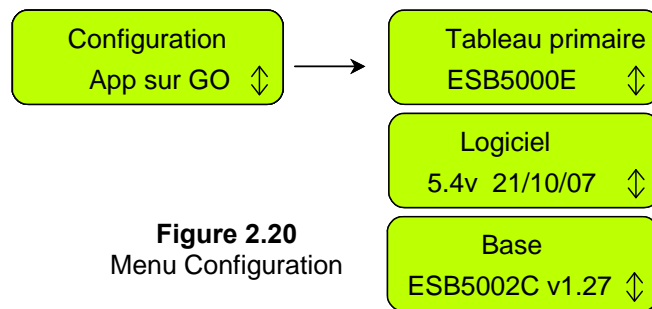 Configuration
App sur GO
Tableau primaire
ESB5000E
Logiciel
5.4v 21/10/07
Base
ESB5002C v1.27
Figure 2.20
Menu Configuration